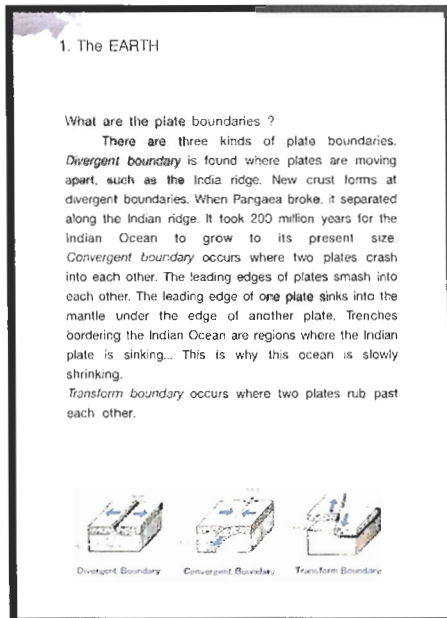 1. The EARTH
What are the plate boundaries ?
There are three kinds of plate boundaries.
Divergent boundary is found where plates are moving
apart, such as the India ridge. New crust forms at
divergent boundaries. When Pangaea broke, it separated
along the Indian ridge. It took 200 million years for the
Indian Ocean to grow to its present size.
Convergent boundary occurs where two plates crash
into each other. The leading edges of plates smash into
each other. The leading edge of one plate sinks into the
mantle under the edge of another plate. Trenches
bordering the Indian Ocean are regions where the Indian
plate is sinking... This is why this ocean is slowly
shrinking.
Transform boundary occurs where two plates rub past
each other.
Divergent Boundary Convergent Boundary Transform Boundary